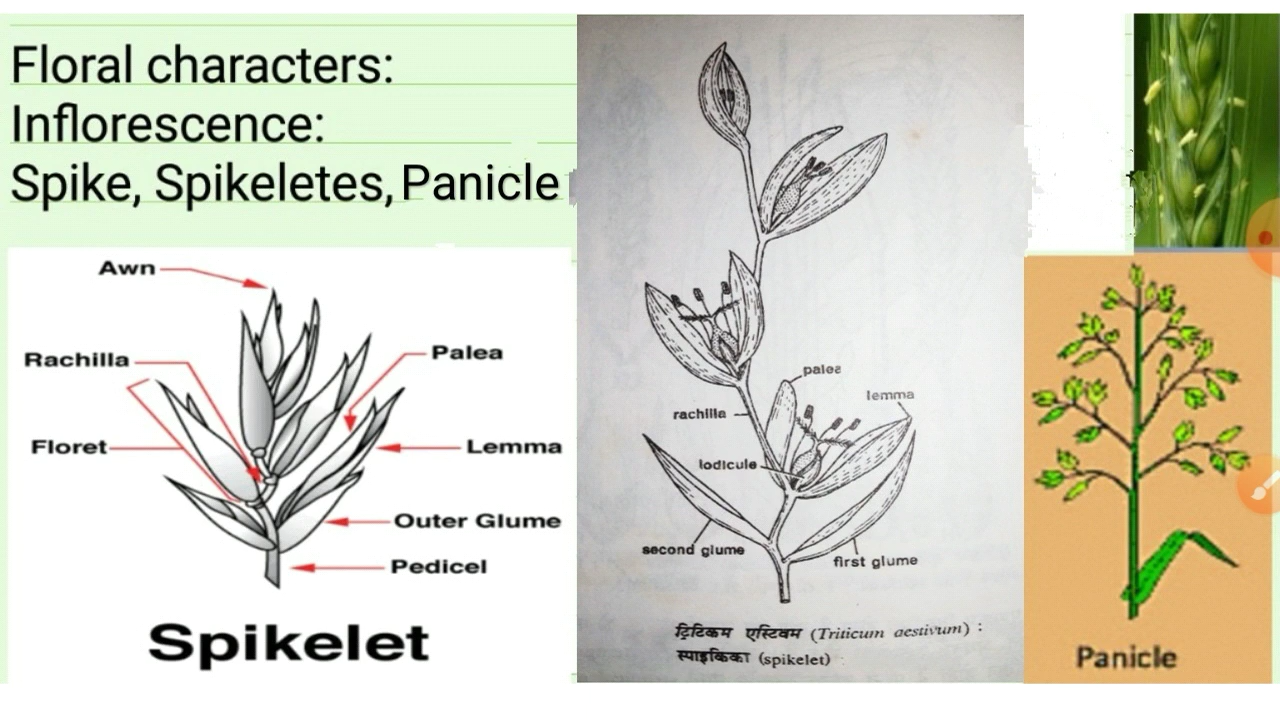 Floral characters:
Inflorescence:
Spike, Spikeletes, Panicle
Awn
Rachilla
Palea
Floret
Lemma
Outer Glume
Pedicel
Spikelet
palea
lemma
rachilla
lodicule
second glume
first glume
ट्रिटिकम एस्टिवम (Triticum aestivum) :
स्पाइकिका (spikelet)
Panicle